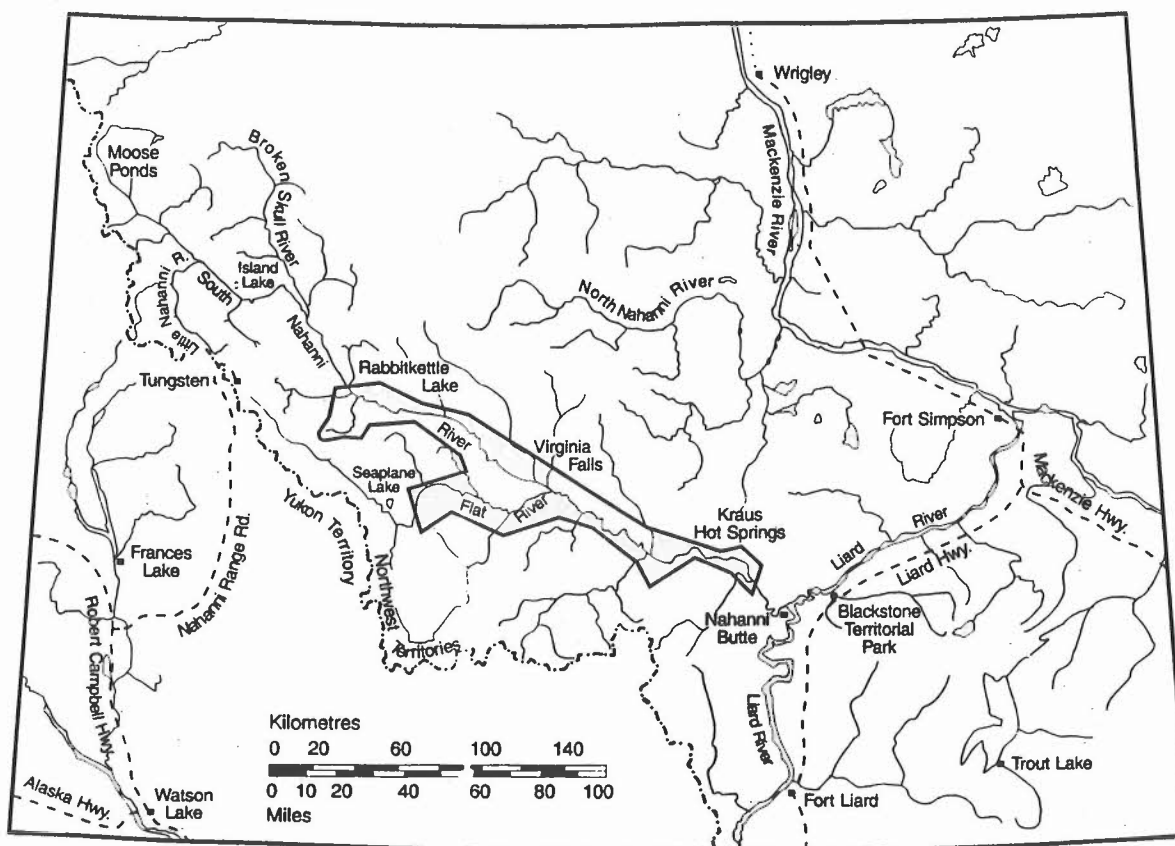 Wrigley
Mackenzie River
Moose
Ponds
Broken Skull River
Island
Lake
South Nahanni
Little Nahanni R.
North Nahanni River
Tungsten
Rabbitkettle
Lake
River
Virginia
Falls
Fort Simpson
Mackenzie Hwy.
Seaplane
Lake
Flat River
Kraus
Hot Springs
Liard River
Liard Hwy.
Yukon Territory
Northwest
Territories
Frances
Lake
Nahanni Range Rd.
Robert Campbell Hwy.
Nahanni
Butte
Blackstone
Territorial
Park
Liard River
Trout Lake
Fort Liard
Alaska Hwy.
Watson
Lake
Kilometres
0 20 60 100 140
0 10 20 40 60 80 100
Miles